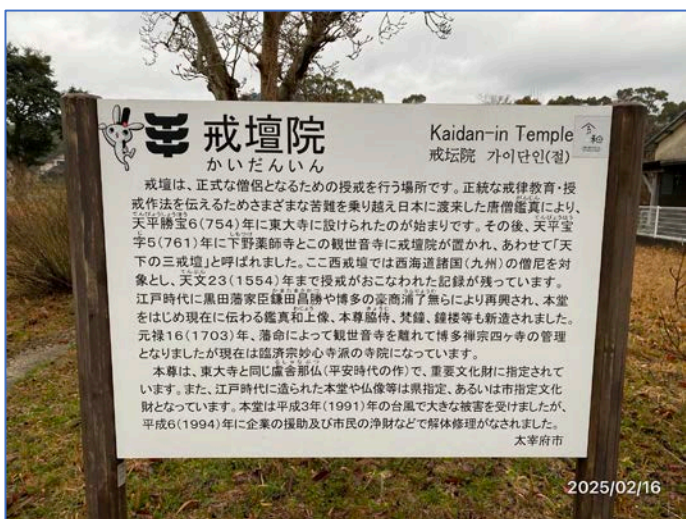 戒壇院
かいだんいん
Kaidan-in Temple
戒坛院 가이단인(절)
令和
戒壇は、正式な僧侶となるための授戒を行う場所です。正統な戒律教育・授
戒作法を伝えるためさまざまな苦難を乗り越え日本に渡来した唐僧鑑真により、
天平勝宝6(754)年に東大寺に設けられたのが始まりです。その後、天平宝
字5(761)年に下野薬師寺とこの観世音寺に戒壇院が置かれ、あわせて「天
下の三戒壇」と呼ばれました。ここ西戒壇では西海道諸国(九州)の僧尼を対
象とし、天文23(1554)年まで授戒がおこなわれた記録が残っています。
江戸時代に黒田藩家臣鎌田昌勝や博多の豪商浦了無らにより再興され、本堂
をはじめ現在に伝わる鑑真和上像、本尊脇侍、梵鐘、鐘楼等も新造されました。
元禄16(1703)年、藩命によって観世音寺を離れて博多禅宗四ヶ寺の管理
となりましたが現在は臨済宗妙心寺派の寺院になっています。
本尊は、東大寺と同じ盧舎那仏(平安時代の作)で、重要文化財に指定されて
います。また、江戸時代に造られた本堂や仏像等は県指定、あるいは市指定文化
財となっています。本堂は平成3年(1991)年の台風で大きな被害を受けましたが、
平成6(1994)年に企業の援助及び市民の浄財などで解体修理がなされました。
太宰府市
2025/02/16